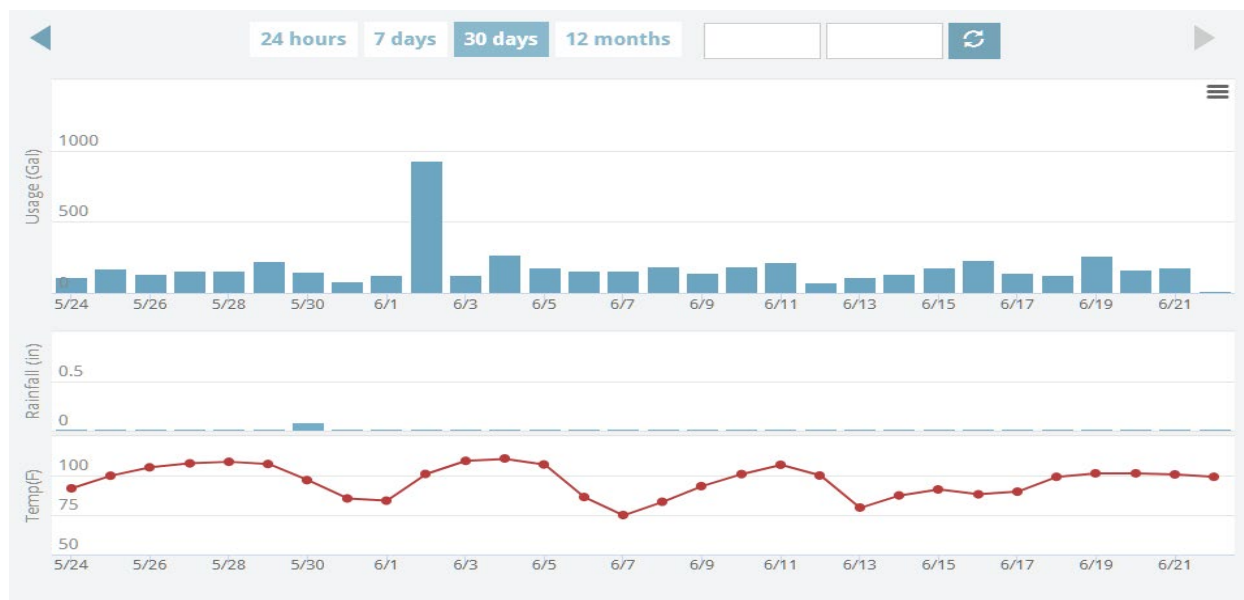 24 hours 7 days 30 days 12 months
Usage (Gal)
1000
500
0
5/24 5/26 5/28 5/30 6/1 6/3 6/5 6/7 6/9 6/11 6/13 6/15 6/17 6/19 6/21
Rainfall (in)
0.5
0
Temp(F)
100
75
50
5/24 5/26 5/28 5/30 6/1 6/3 6/5 6/7 6/9 6/11 6/13 6/15 6/17 6/19 6/21